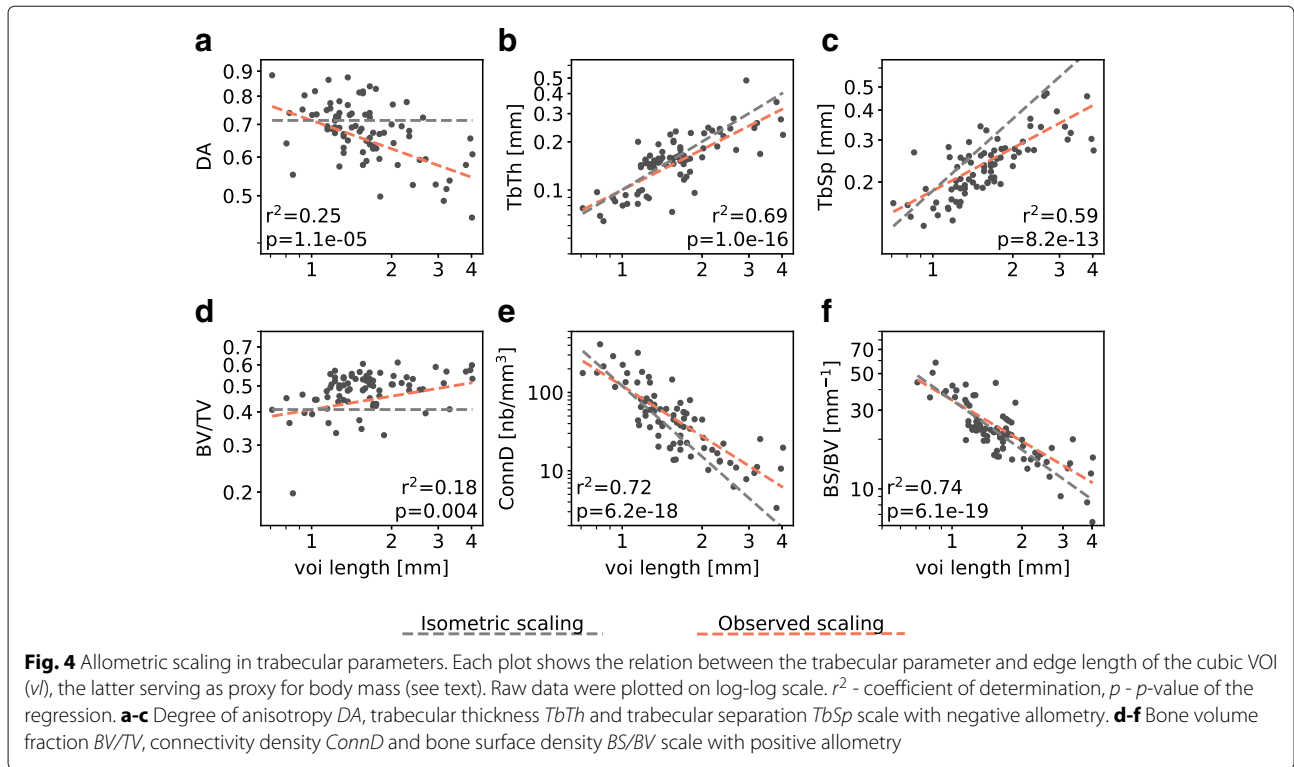 a
0.9
0.8
0.7
0.6
0.5
DA
r²=0.25
p=1.1e-05
1 2 3 4
b
0.5
0.4
0.3
0.2
0.1
TbTh [mm]
r²=0.69
p=1.0e-16
1 2 3 4
c
0.5
0.4
0.3
0.2
TbSp [mm]
r²=0.59
p=8.2e-13
1 2 3 4
d
0.7
0.6
0.5
0.4
0.3
0.2
BV/TV
r²=0.18
p=0.004
1 2 3 4
voi length [mm]
e
100
10
ConnD [nb/mm³]
r²=0.72
p=6.2e-18
1 2 3 4
voi length [mm]
f
70
50
30
10
BS/BV [mm⁻¹]
r²=0.74
p=6.1e-19
1 2 3 4
voi length [mm]
Isometric scaling
Observed scaling
Fig. 4 Allometric scaling in trabecular parameters. Each plot shows the relation between the trabecular parameter and edge length of the cubic VOI
(vl), the latter serving as proxy for body mass (see text). Raw data were plotted on log-log scale. r² - coefficient of determination, p - p-value of the
regression. a-c Degree of anisotropy DA, trabecular thickness TbTh and trabecular separation TbSp scale with negative allometry. d-f Bone volume
fraction BV/TV, connectivity density ConnD and bone surface density BS/BV scale with positive allometry